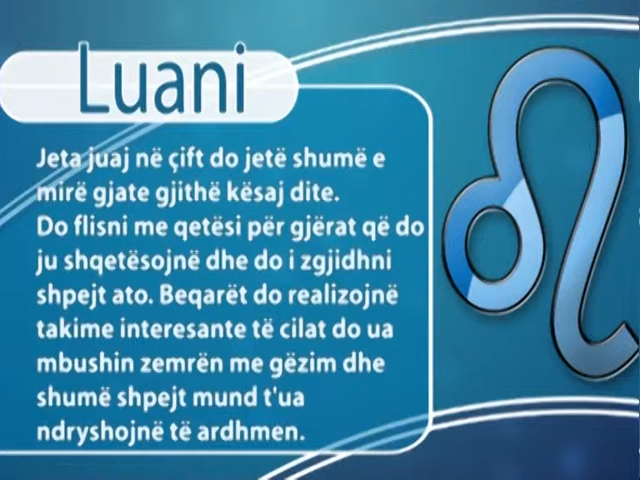 Luani
Jeta juaj në çift do jetë shumë e
mirë gjate gjithë kësaj dite.
Do flisni me qetësi për gjërat që do
ju shqetësojnë dhe do i zgjidhni
shpejt ato. Beqarët do realizojnë
takime interesante të cilat do ua
mbushin zemrën me gëzim dhe
shumë shpejt mund t'ua
ndryshojnë të ardhmen.